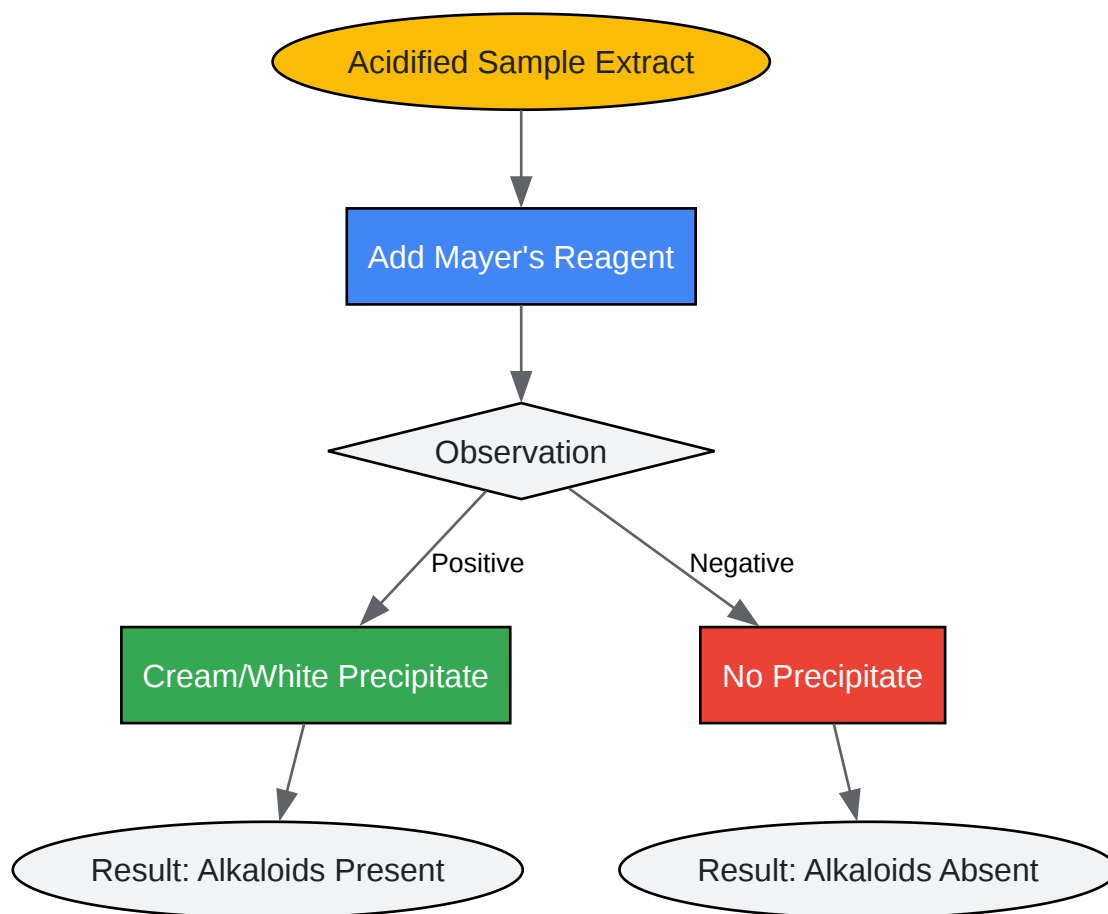 Acidified Sample Extract
Add Mayer's Reagent
Observation
Positive
Negative
Cream/White Precipitate
No Precipitate
Result: Alkaloids Present
Result: Alkaloids Absent